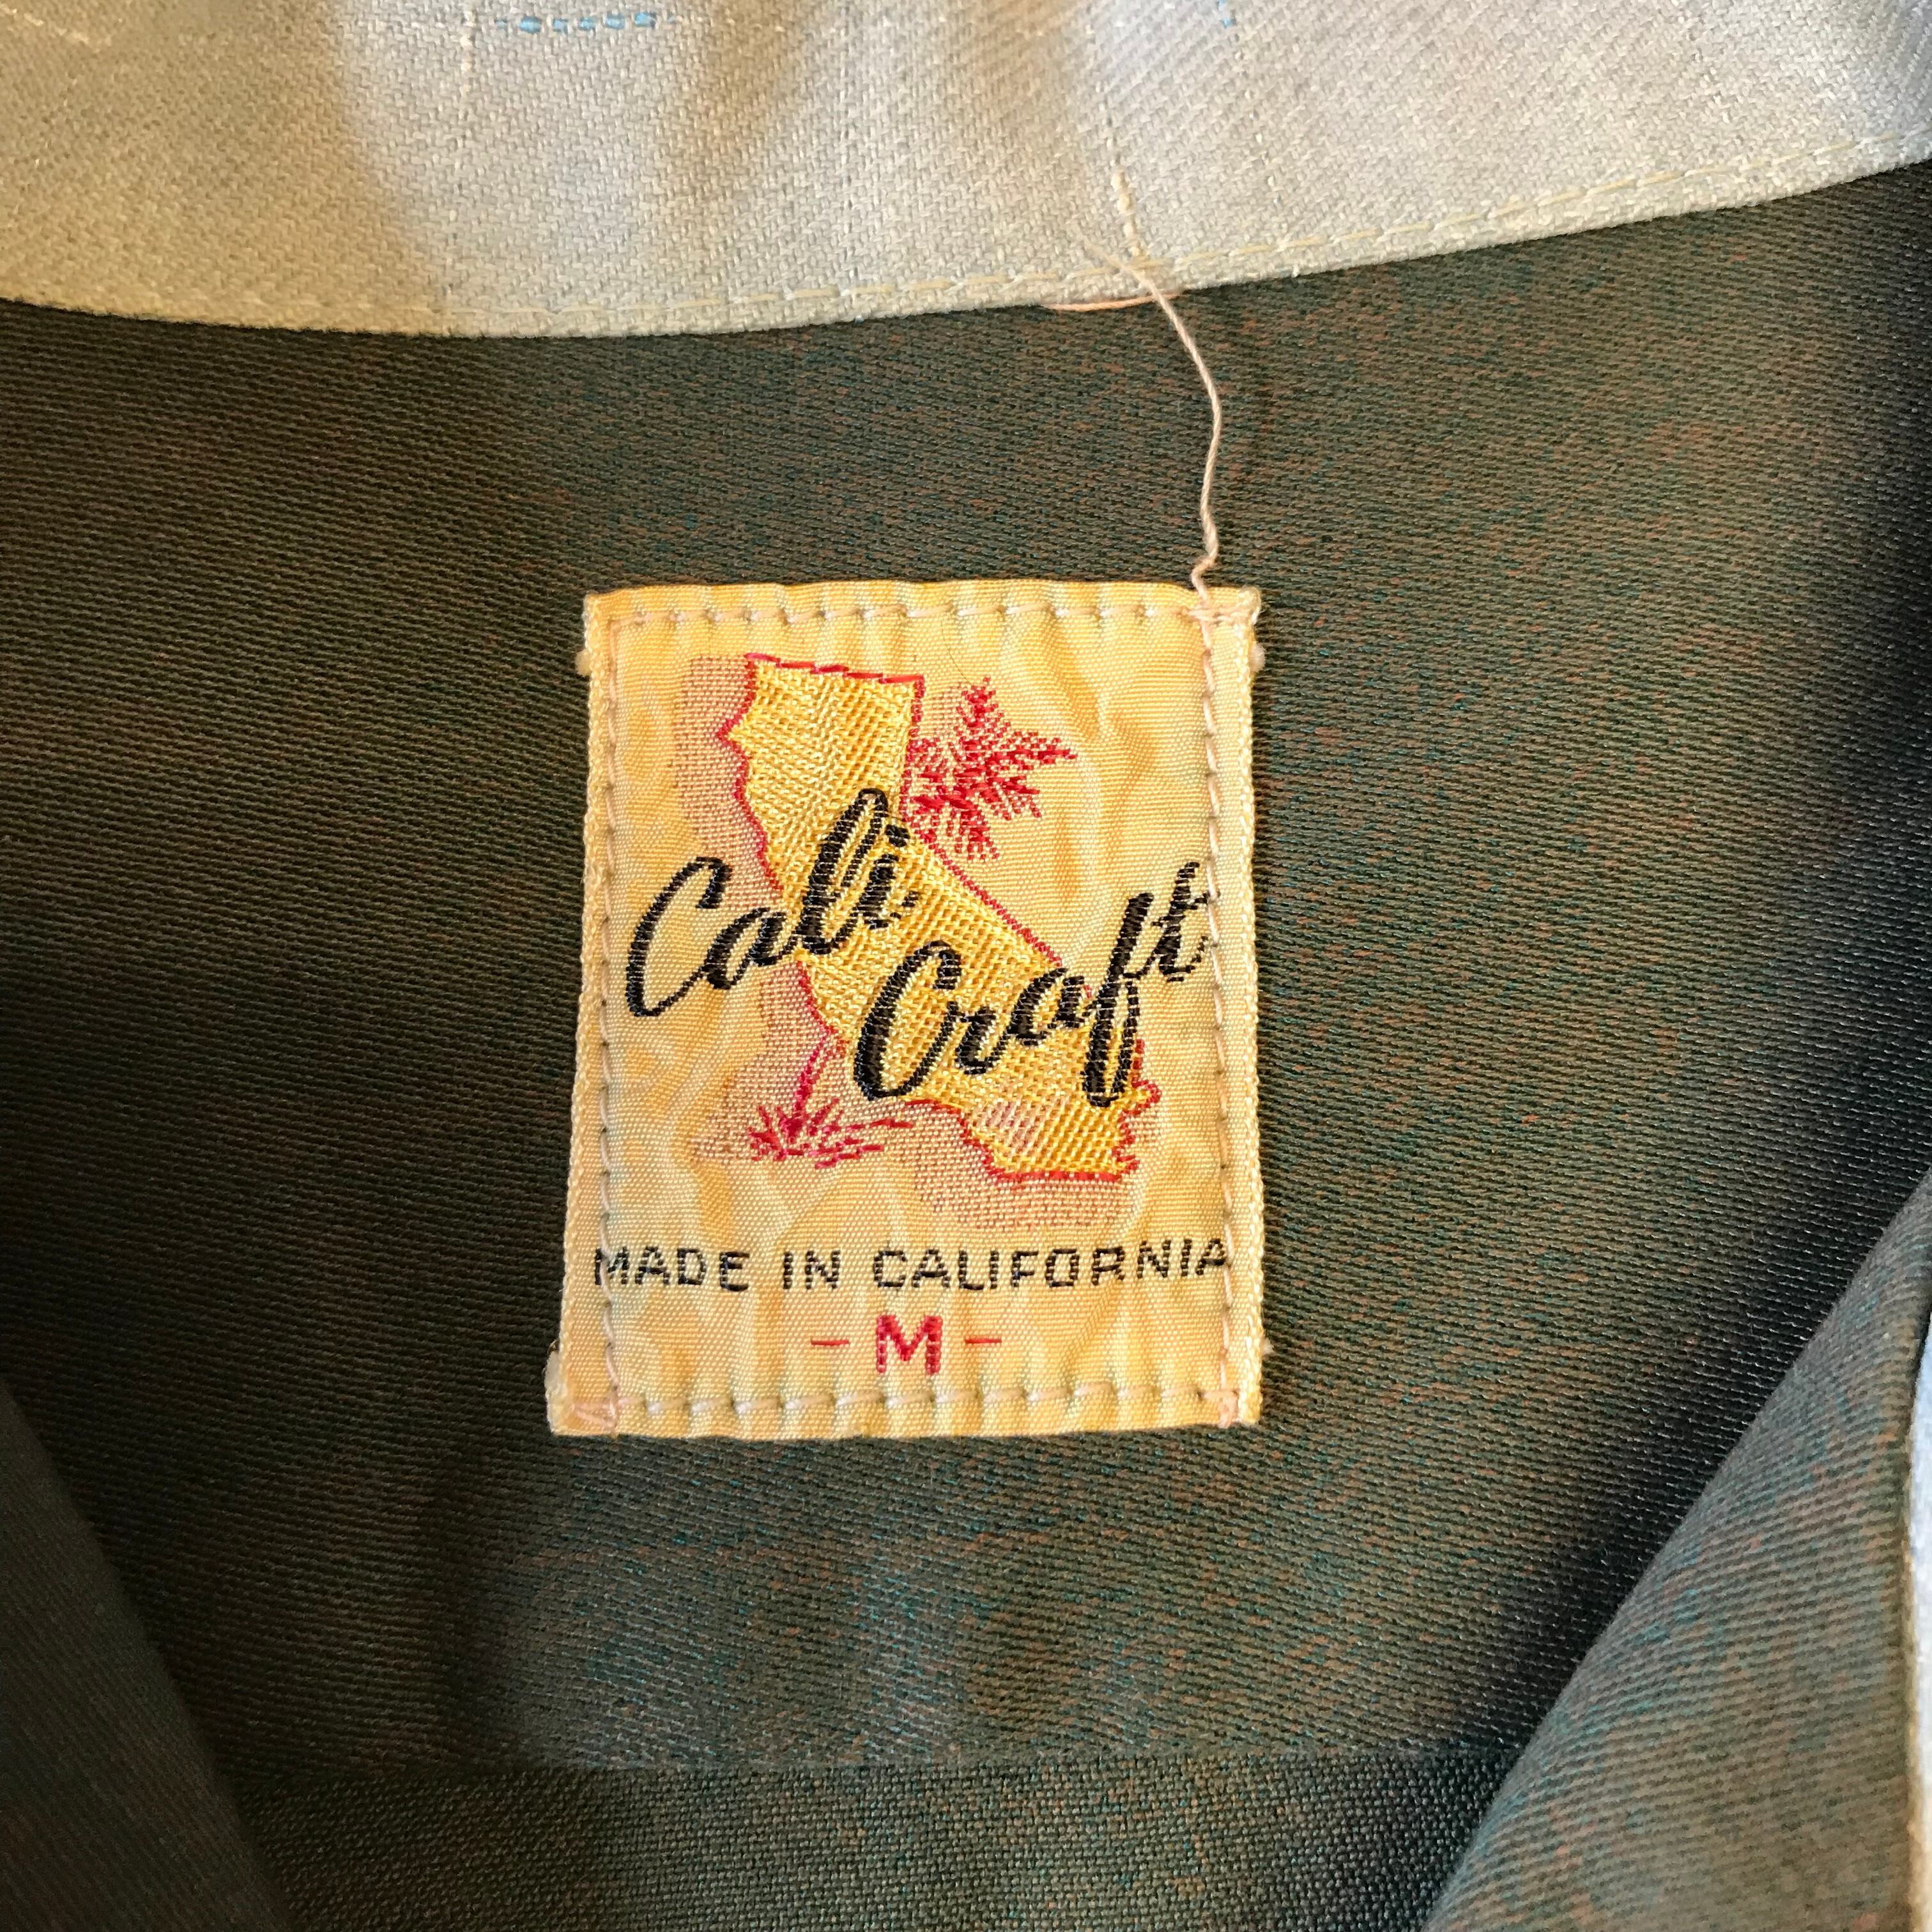 Cali
Craft
MADE IN CALIFORNIA
- M -